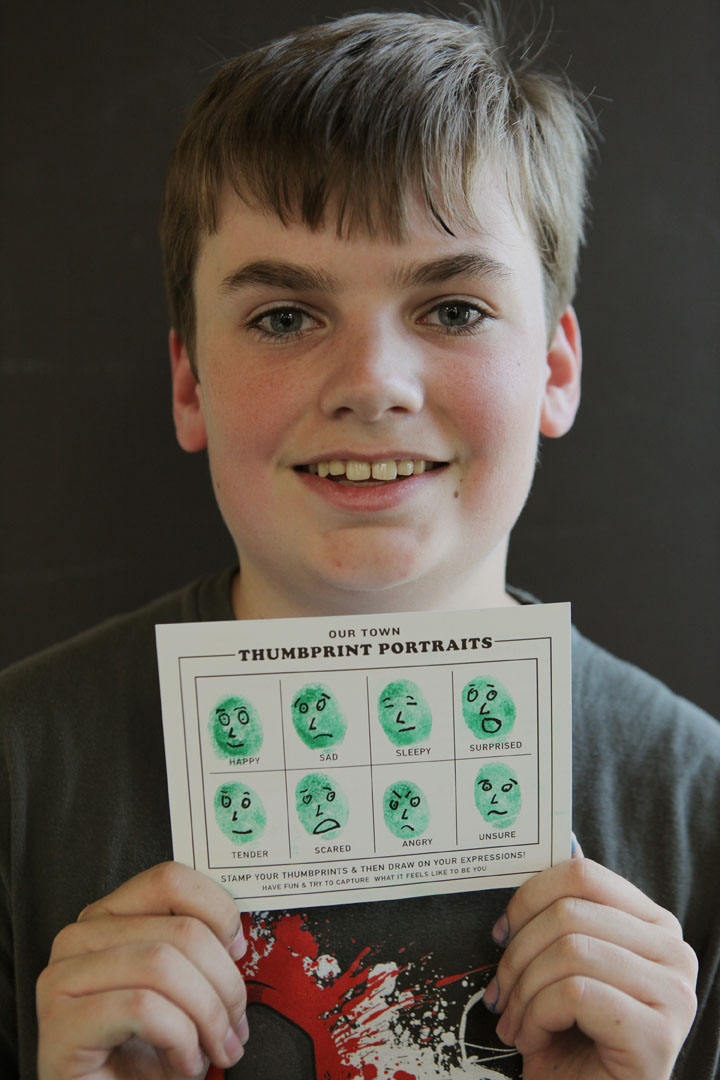 OUR TOWN
THUMBPRINT PORTRAITS
HAPPY SAD SLEEPY SURPRISED
TENDER SCARED ANGRY UNSURE
STAMP YOUR THUMBPRINTS & THEN DRAW ON YOUR EXPRESSIONS!
HAVE FUN & TRY TO CAPTURE WHAT IT FEELS LIKE TO BE YOU